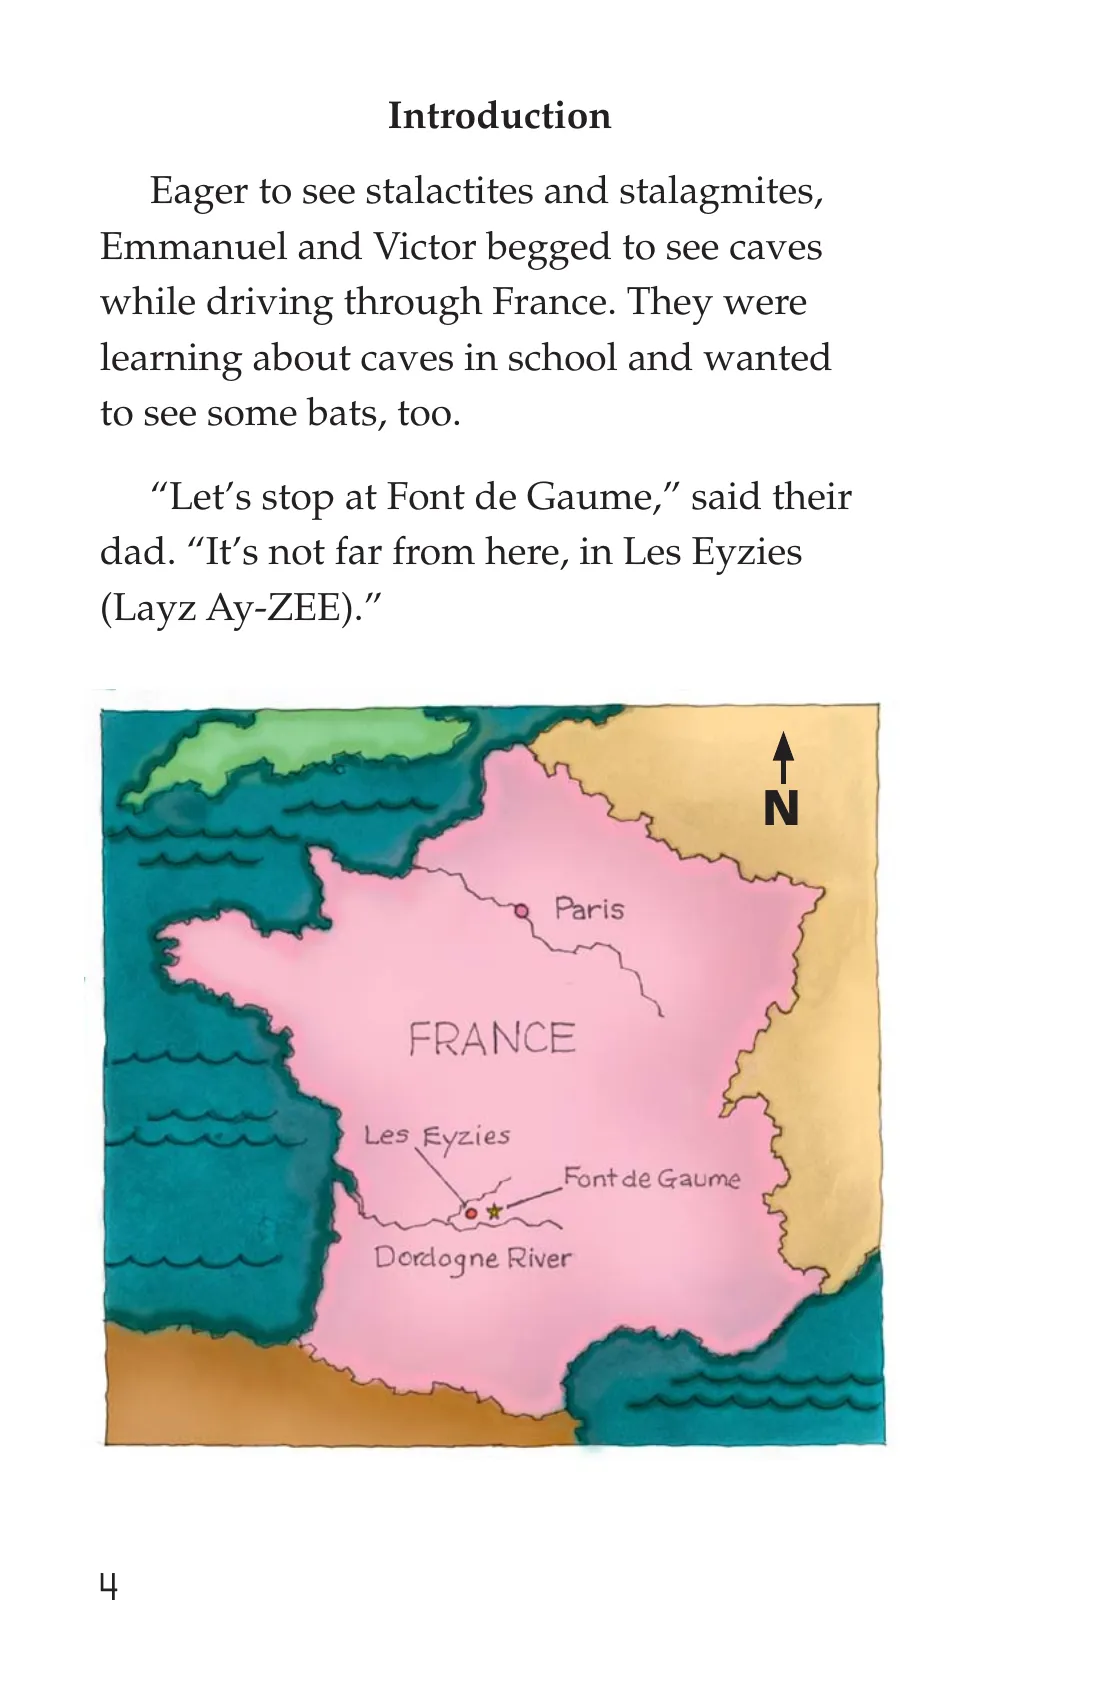 Introduction
Eager to see stalactites and stalagmites,
Emmanuel and Victor begged to see caves
while driving through France. They were
learning about caves in school and wanted
to see some bats, too.
“Let’s stop at Font de Gaume,” said their
dad. “It’s not far from here, in Les Eyzies
(Layz Ay-ZEE).”
N
Paris
FRANCE
Les Eyzies
Font de Gaume
Dordogne River
4